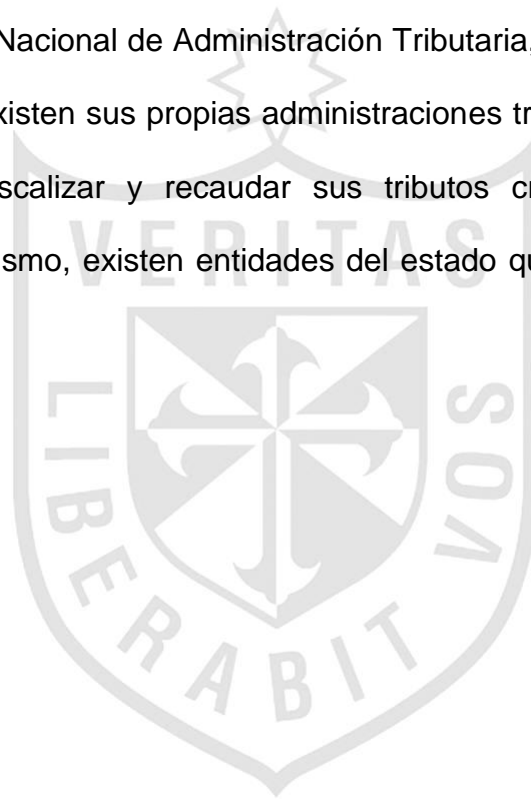 Nacional de Administración Tributaria,
xisten sus propias administraciones tr
scalizar y recaudar sus tributos cr
ismo, existen entidades del estado qu
VERITAS
LIBERABIT
VOS